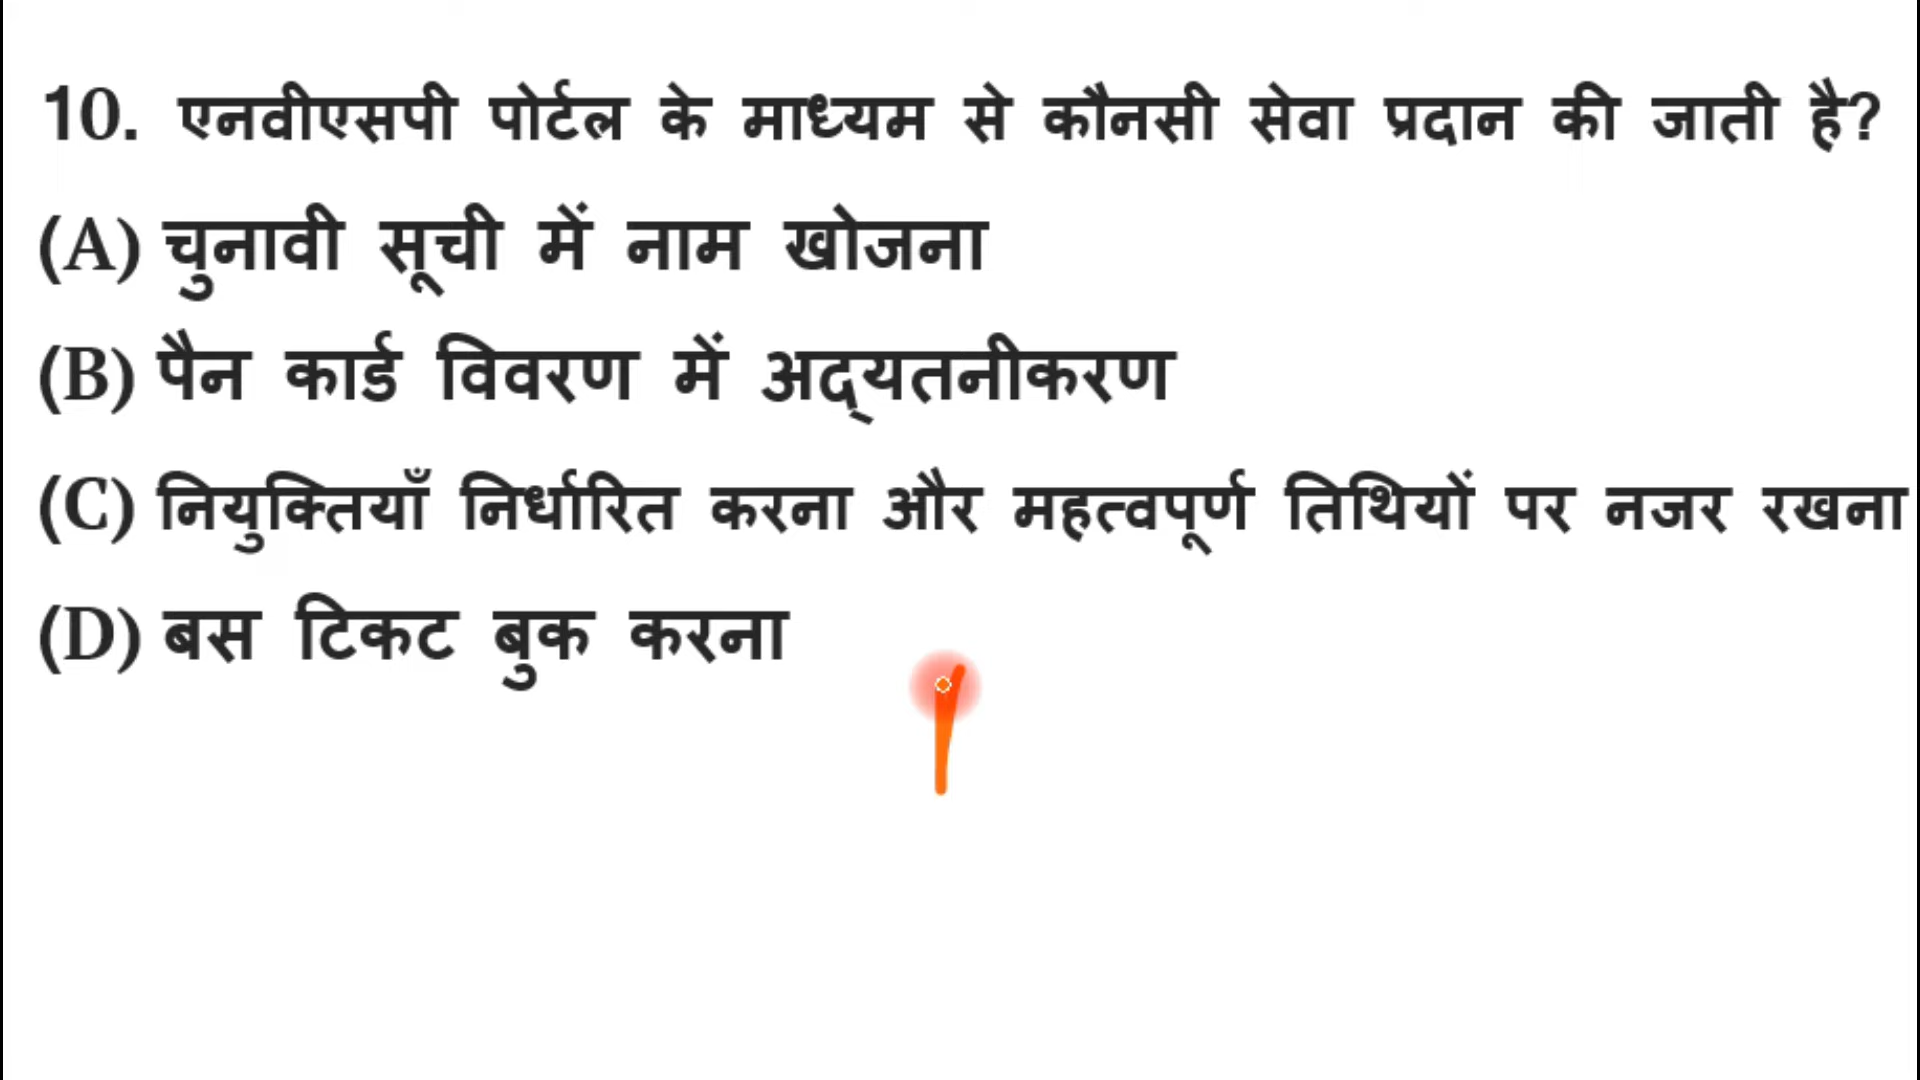 10. एनवीएसपी पोर्टल के माध्यम से कौनसी सेवा प्रदान की जाती है?
(A) चुनावी सूची में नाम खोजना
(B) पैन कार्ड विवरण में अद्यतनीकरण
(C) नियुक्तियाँ निर्धारित करना और महत्वपूर्ण तिथियों पर नजर रखना
(D) बस टिकट बुक करना